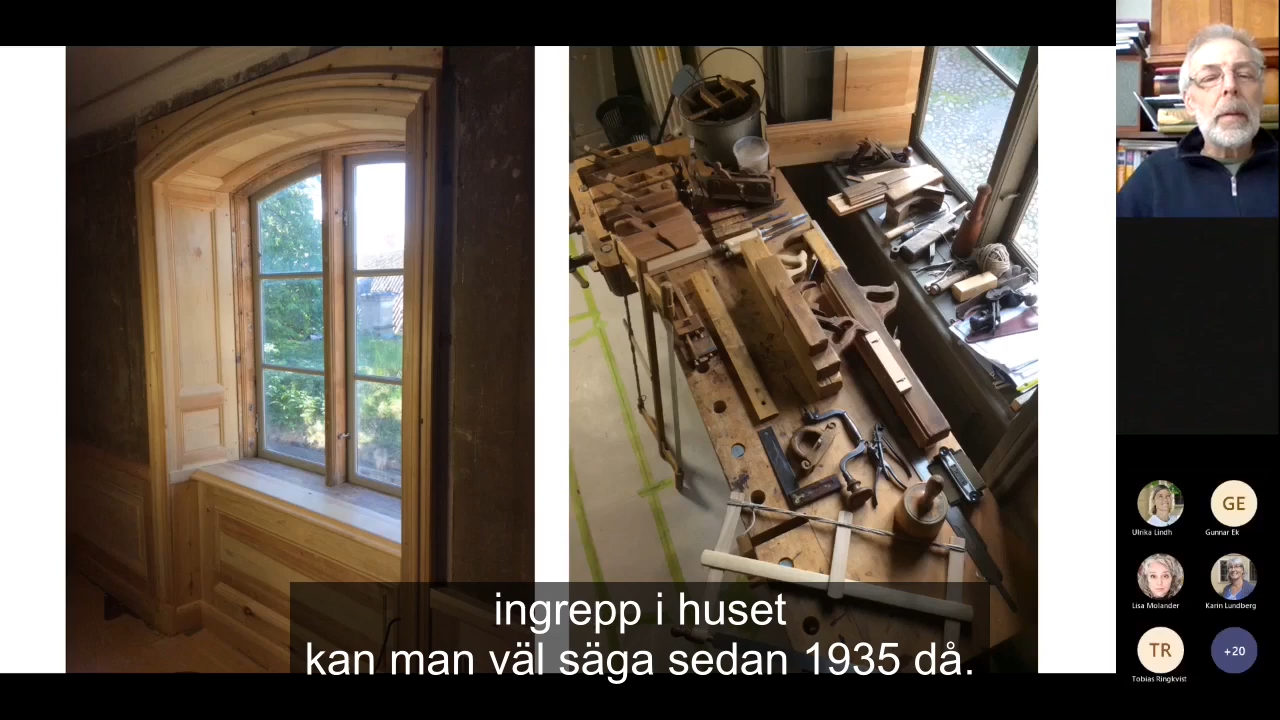 ingrepp i huset
kan man väl säga sedan 1935 då.
Ulrika Lindh
GE
Gunnar Ek
Lisa Molander
Karin Lundberg
TR
Tobias Ringkvist
+20